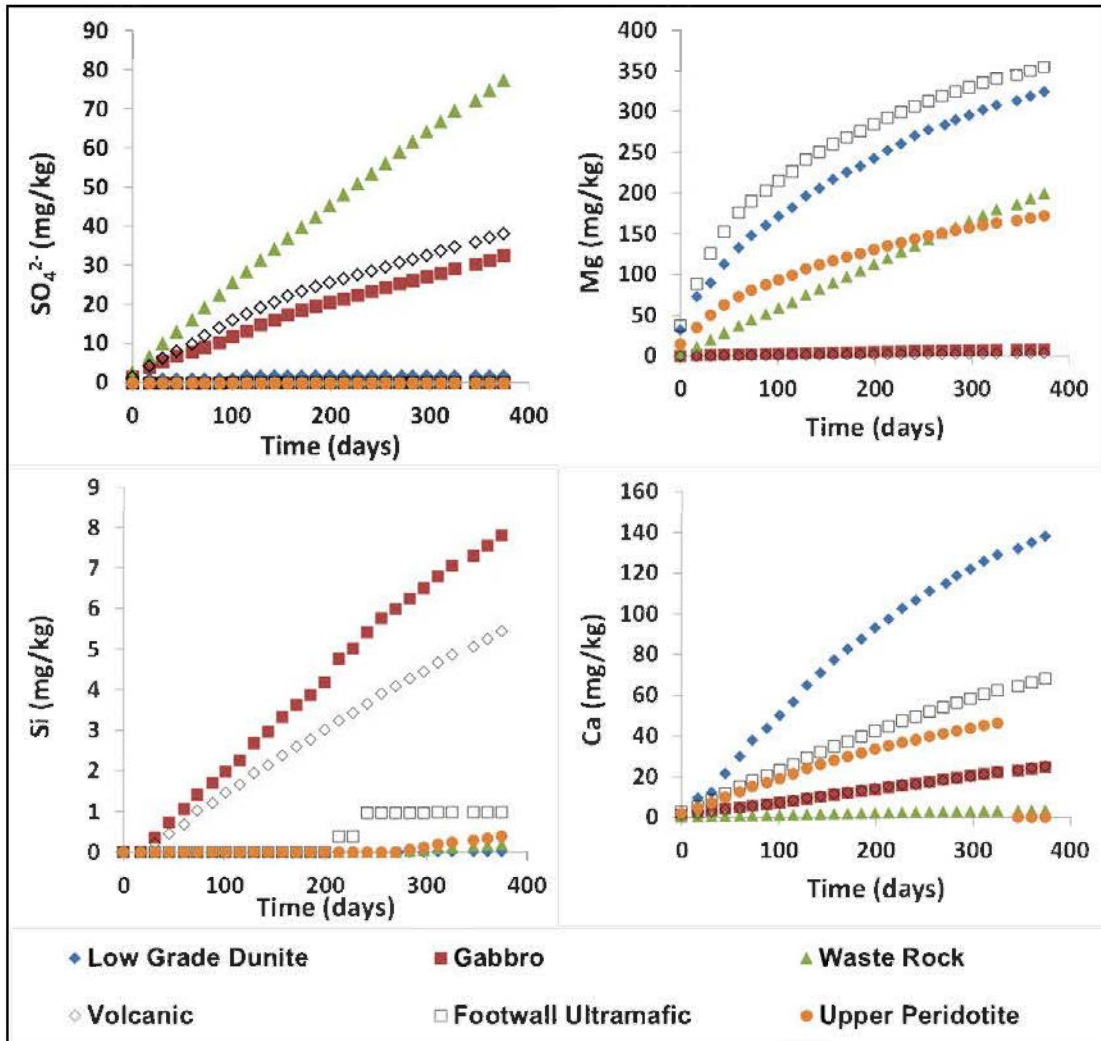 90
80
70
60
50
40
30
20
10
0
SO₄²⁻ (mg/kg)
0 100 200 300 400
Time (days)
400
350
300
250
200
150
100
50
0
Mg (mg/kg)
0 100 200 300 400
Time (days)
9
8
7
6
5
4
3
2
1
0
Si (mg/kg)
0 100 200 300 400
Time (days)
160
140
120
100
80
60
40
20
0
Ca (mg/kg)
0 100 200 300 400
Time (days)
Low Grade Dunite Gabbro Waste Rock
Volcanic Footwall Ultramafic Upper Peridotite